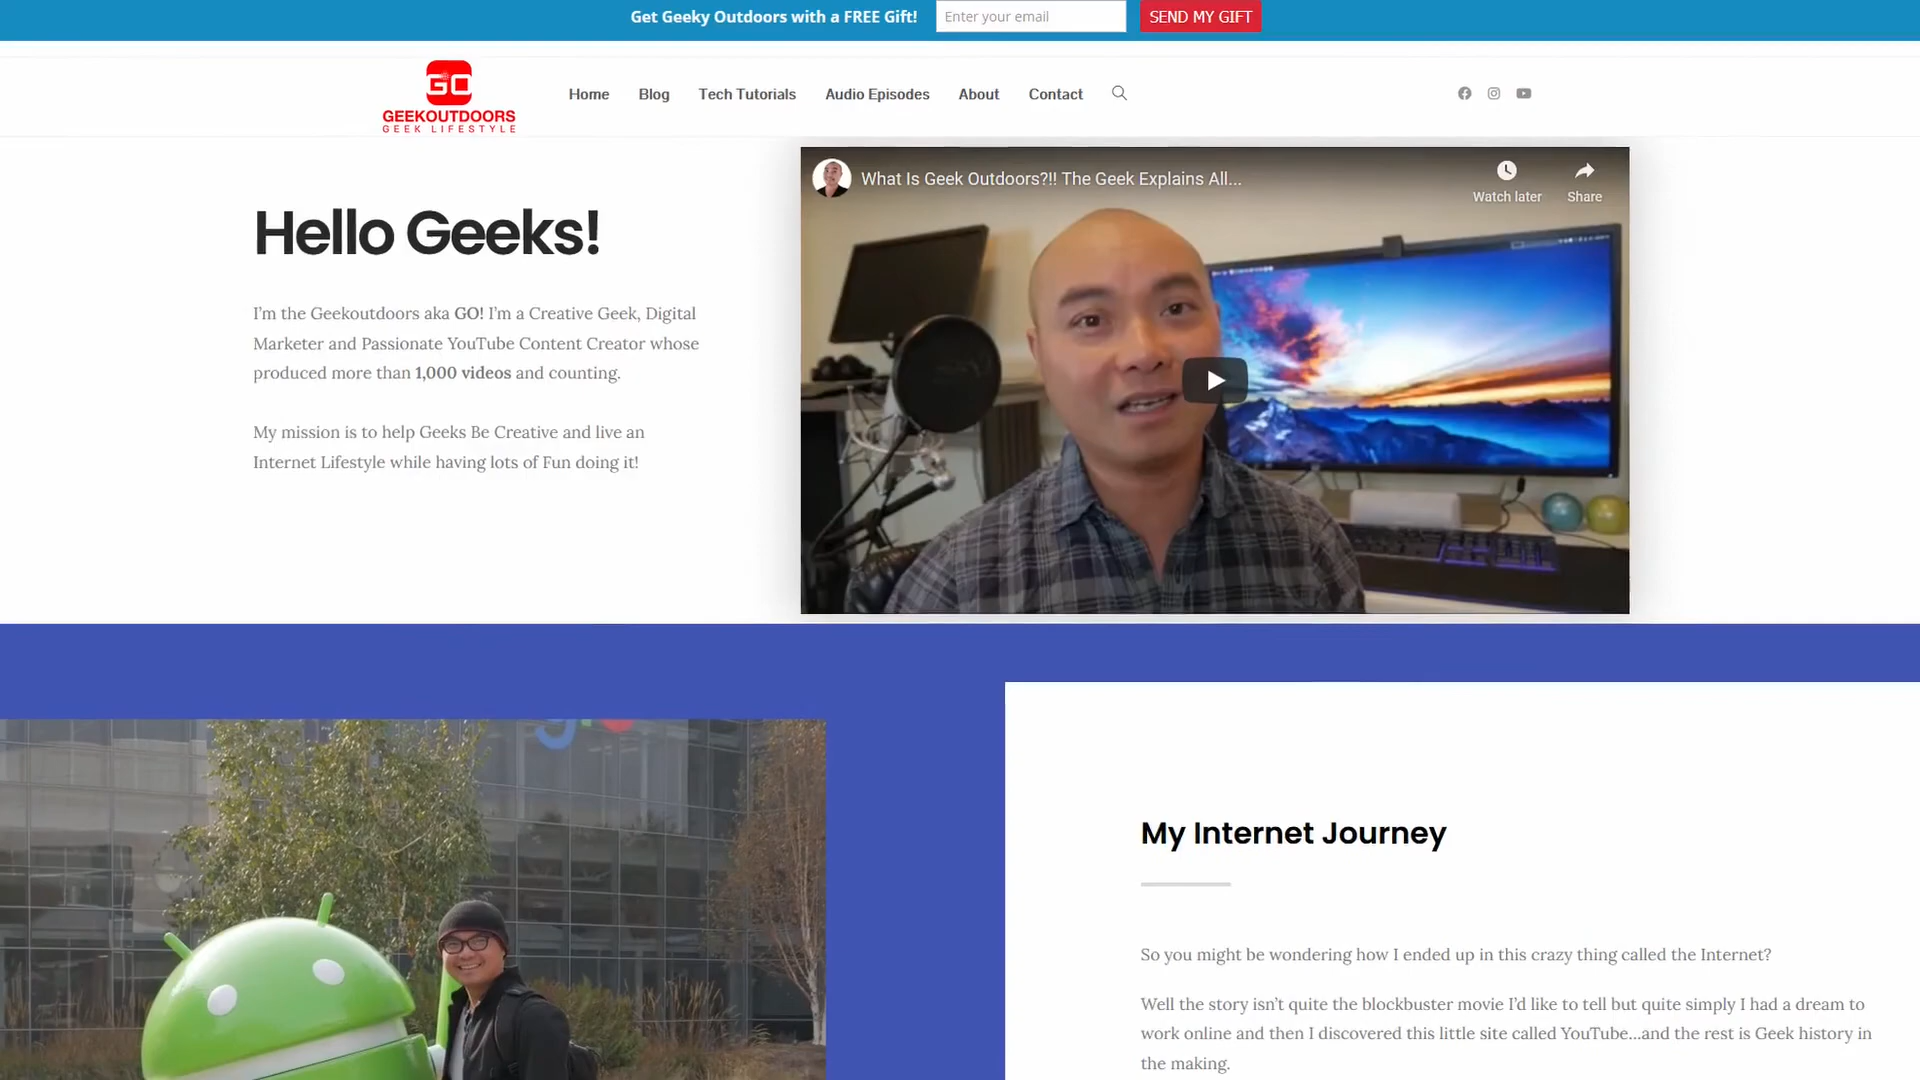 Get Geeky Outdoors with a FREE Gift!
Enter your email
SEND MY GIFT
GO
GEEKOUTDOORS
GEEK LIFESTYLE
Home
Blog
Tech Tutorials
Audio Episodes
About
Contact
Hello Geeks!
I’m the Geekoutdoors aka GO! I’m a Creative Geek, Digital
Marketer and Passionate YouTube Content Creator whose
produced more than 1,000 videos and counting.
My mission is to help Geeks Be Creative and live an
Internet Lifestyle while having lots of Fun doing it!
What Is Geek Outdoors?!! The Geek Explains All...
Watch later
Share
My Internet Journey
So you might be wondering how I ended up in this crazy thing called the Internet?
Well the story isn’t quite the blockbuster movie I’d like to tell but quite simply I had a dream to
work online and then I discovered this little site called YouTube…and the rest is Geek history in
the making.